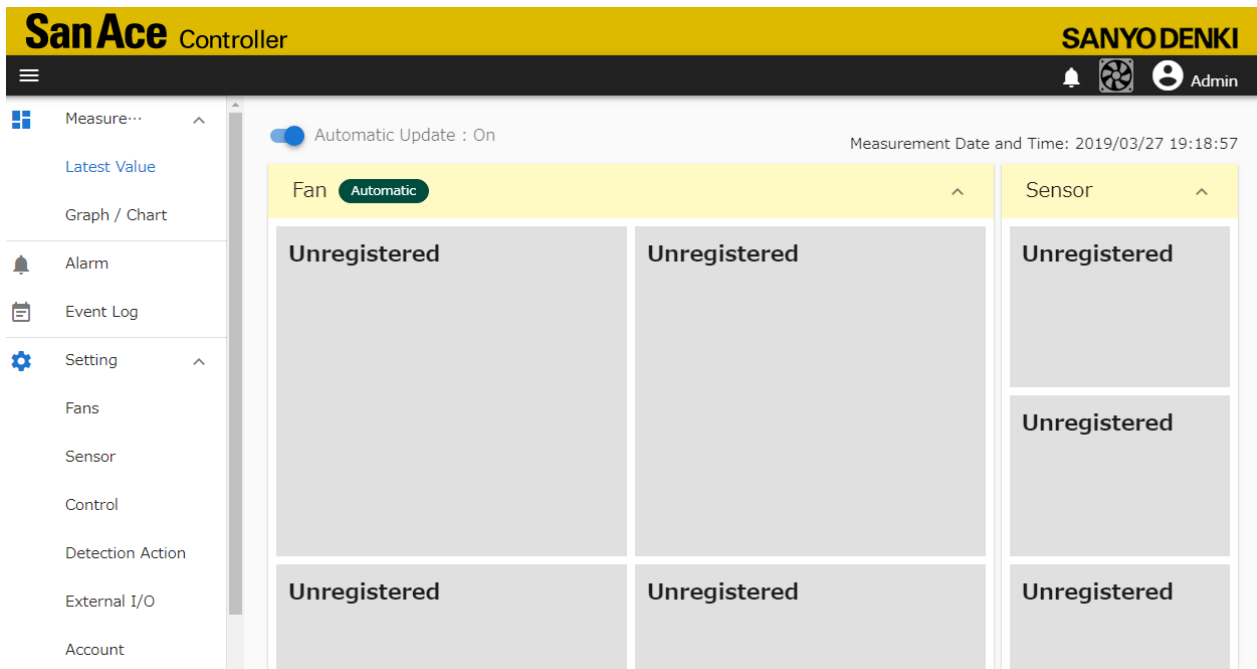 San Ace Controller
SANYO DENKI
Admin
Measure…
Latest Value
Graph / Chart
Alarm
Event Log
Setting
Fans
Sensor
Control
Detection Action
External I/O
Account
Automatic Update : On
Measurement Date and Time: 2019/03/27 19:18:57
Fan Automatic
Sensor
Unregistered
Unregistered
Unregistered
Unregistered
Unregistered
Unregistered
Unregistered